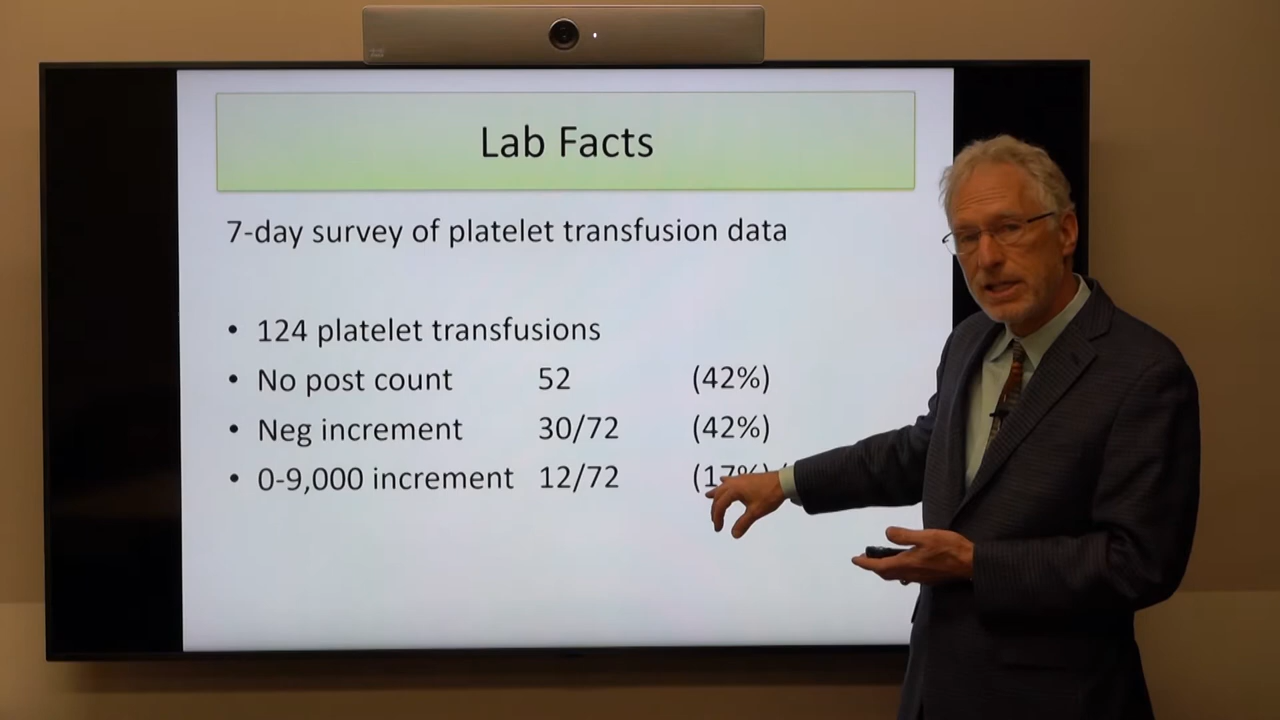 Lab Facts
7-day survey of platelet transfusion data
• 124 platelet transfusions
• No post count 52 (42%)
• Neg increment 30/72 (42%)
• 0-9,000 increment 12/72 (17%)